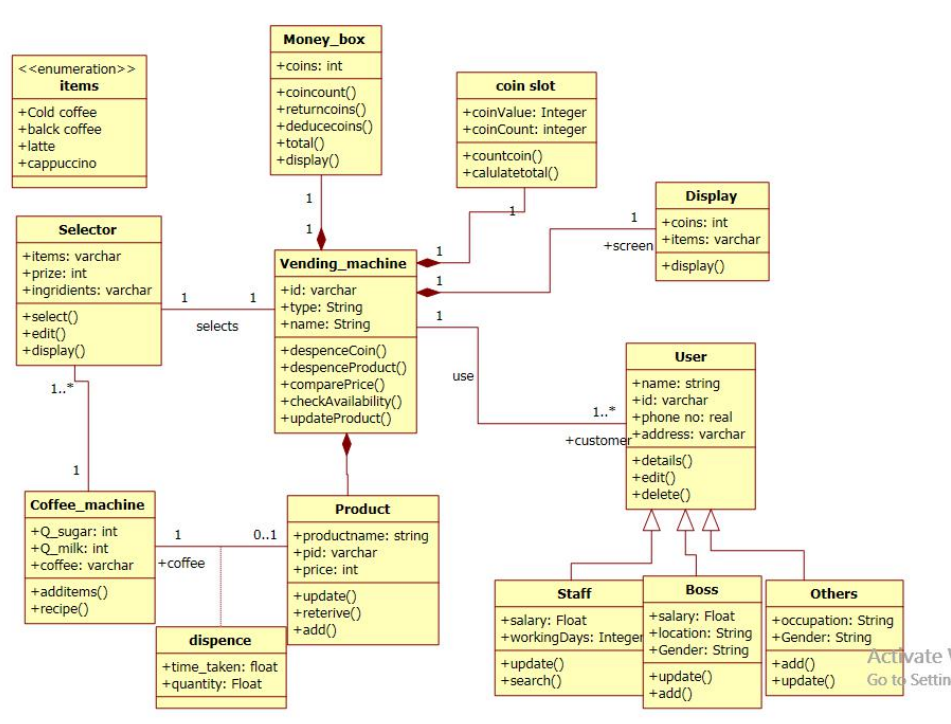 Money_box
+coins: int
+coincount()
+returncoins()
+deducecoins()
+total()
+display()
<<enumeration>>
items
+Cold coffee
+balck coffee
+latte
+cappuccino
coin slot
+coinValue: Integer
+coinCount: integer
+countcoin()
+calulatetotal()
Display
+coins: int
+items: varchar
+display()
1
1
1
1
1
+screen
1
Selector
+items: varchar
+prize: int
+ingridients: varchar
+select()
+edit()
+display()
1
1
selects
Vending_machine
+id: varchar
+type: String
+name: String
+despenceCoin()
+despenceProduct()
+comparePrice()
+checkAvailability()
+updateProduct()
1
use
1..*
+customer
User
+name: string
+id: varchar
+phone no: real
+address: varchar
+details()
+edit()
+delete()
1..*
1
Coffee_machine
+Q_sugar: int
+Q_milk: int
+coffee: varchar
+additems()
+recipe()
1
0..1
+coffee
Product
+productname: string
+pid: varchar
+price: int
+update()
+reterive()
+add()
dispence
+time_taken: float
+quantity: Float
Staff
+salary: Float
+workingDays: Integer
+update()
+search()
Boss
+salary: Float
+location: String
+Gender: String
+update()
+add()
Others
+occupation: String
+Gender: String
+add()
+update()
Activate W
Go to Settin